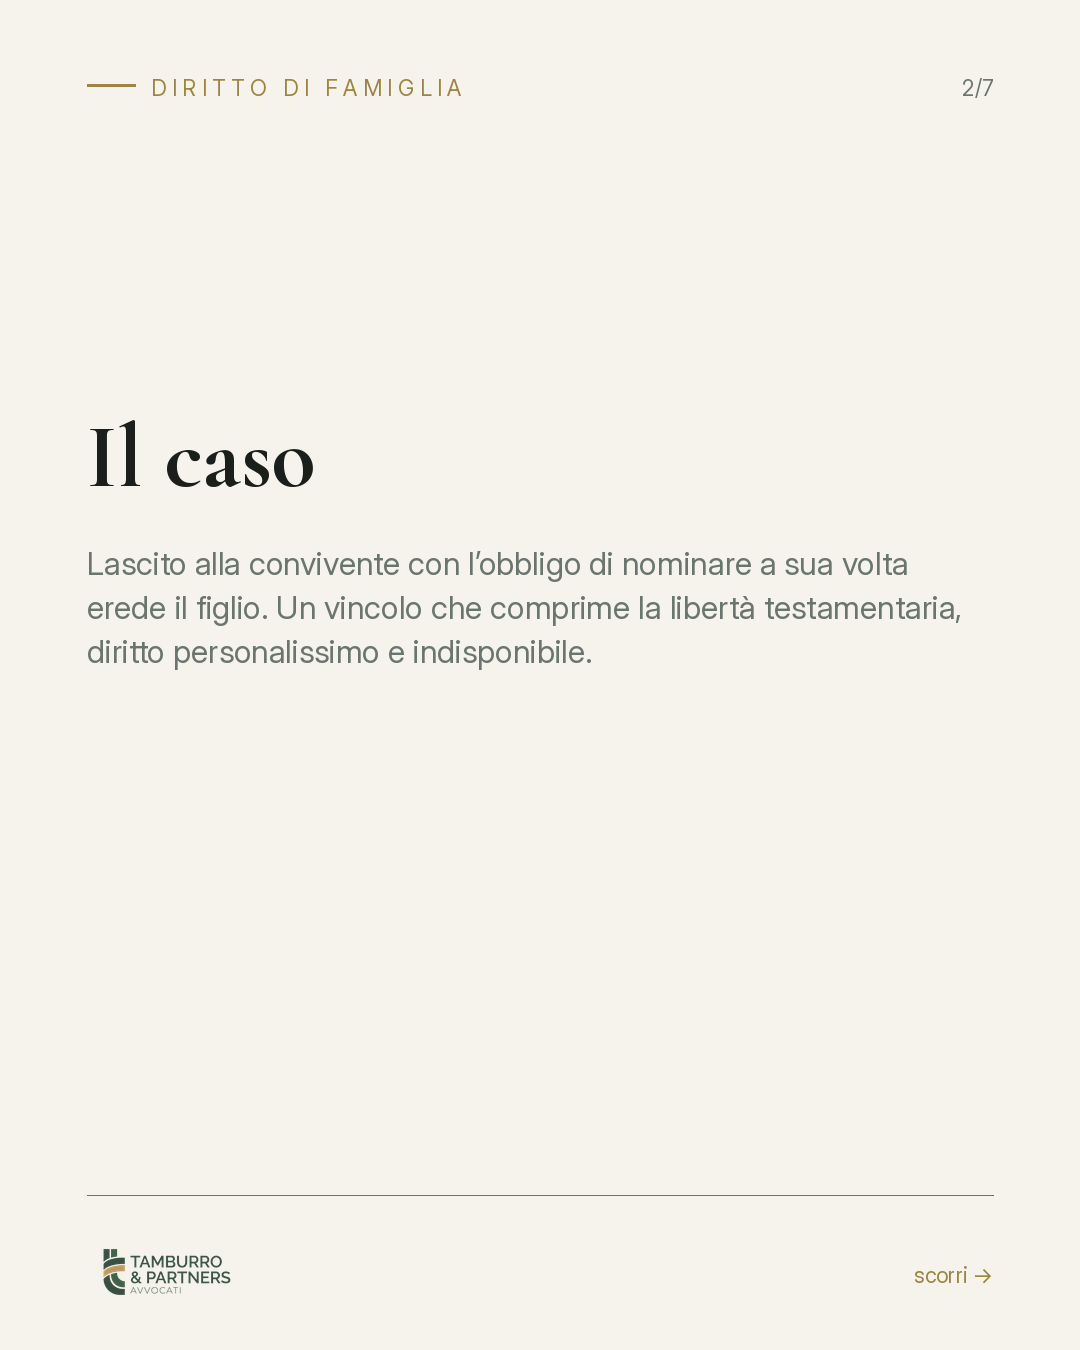 DIRITTO DI FAMIGLIA
2/7
Il caso
Lascito alla convivente con l’obbligo di nominare a sua volta
erede il figlio. Un vincolo che comprime la libertà testamentaria,
diritto personalissimo e indisponibile.
TAMBURRO
& PARTNERS
AVVOCATI
scorri →